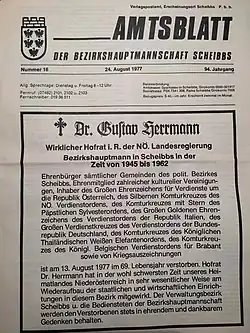 Verlagspostamt, Erscheinungsort Scheibbs P. b. b.
AMTSBLATT
DER BEZIRKSHAUPTMANNSCHAFT SCHEIBBS
Nummer 16 24. August 1977 94. Jahrgang
Dr. Gustav Herrmann
Wirklicher Hofrat i. R. der NÖ. Landesregierung
Bezirkshauptmann in Scheibbs in der
Zeit von 1945 bis 1962
Ehrenbürger sämtlicher Gemeinden des polit. Bezirkes
Scheibbs, Ehrenmitglied zahlreicher kultureller Vereinigun-
gen, Inhaber des Großen Ehrenzeichens für Verdienste um
die Republik Österreich, des Silbernen Komturkreuzes des
NÖ. Verdienstordens, des Komturkreuzes mit Stern des
Päpstlichen Sylvesterordens, des Großen Goldenen Ehren-
zeichens des Verdienstordens der Republik Italien, des
Großen Verdienstkreuzes des Verdienstordens der Bundes-
republik Deutschland, des Komturkreuzes des Königlichen
Thailändischen Weißen Elefantenordens, des Komturkreu-
zes des Königl. Belgischen Verdienstordens für Brabant
sowie von Kriegsauszeichnungen
ist am 13. August 1977 im 69. Lebensjahr verstorben. Hofrat
Dr. Herrmann hat in der wohl schwersten Zeit unseres Hei-
matlandes Niederösterreich in sehr wesentlicher Weise am
Wiederaufbau der staatlichen und wirtschaftlichen Einrich-
tungen in diesem Bezirk mitgewirkt. Der Verwaltungsbezirk
Scheibbs u. die Bediensteten der Bezirkshauptmannschaft
werden den Verstorbenen stets in ehrendem und dankbarem
Gedenken behalten.